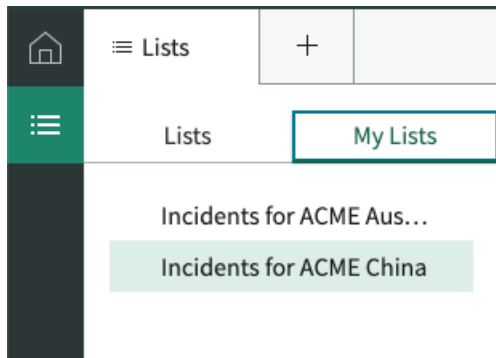 Lists
Lists
My Lists
Incidents for ACME Aus...
Incidents for ACME China